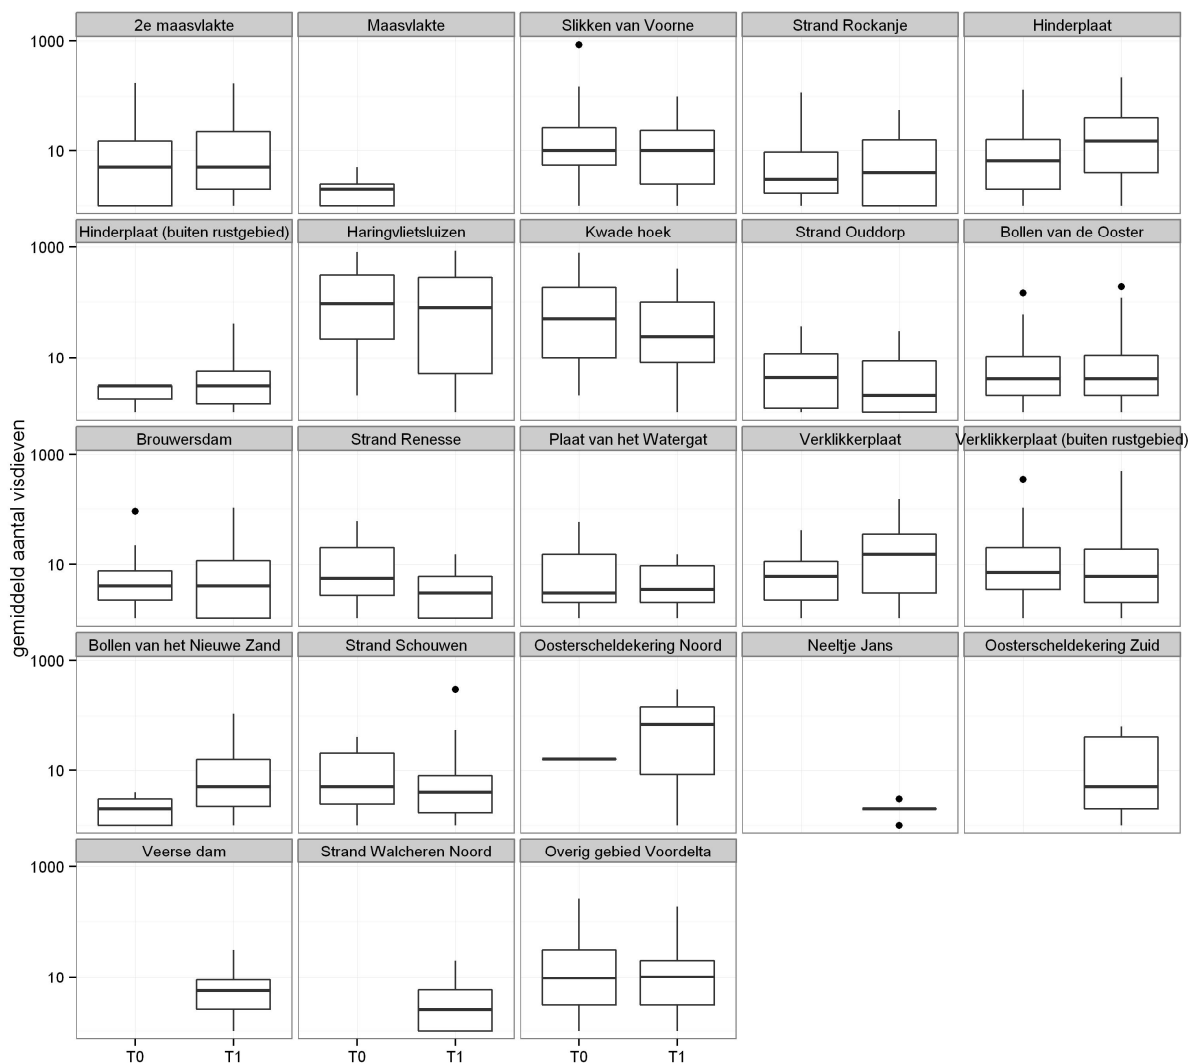 2e maasvlakte Maasvlakte Slikken van Voorne Strand Rockanje Hinderplaat
1000
10
Hinderplaat (buiten rustgebied) Haringvlietsluizen Kwade hoek Strand Ouddorp Bollen van de Ooster
1000
10
gemiddeld aantal visdieven
Brouwersdam Strand Renesse Plaat van het Watergat Verklikkerplaat Verklikkerplaat (buiten rustgebied)
1000
10
Bollen van het Nieuwe Zand Strand Schouwen Oosterscheldekering Noord Neeltje Jans Oosterscheldekering Zuid
1000
10
Veerse dam Strand Walcheren Noord Overig gebied Voordelta
1000
10
T0 T1 T0 T1 T0 T1